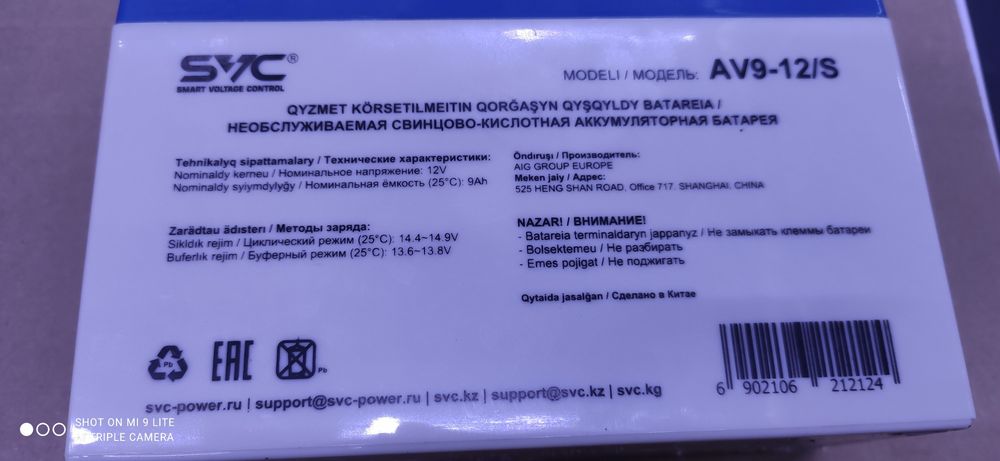 SVC®
SMART VOLTAGE CONTROL
MODELI / МОДЕЛЬ: AV9-12/S
QYZMET KÖRSETILMEITIN QORĞAŞYN QYŞQYLDY BATAREIA /
НЕОБСЛУЖИВАЕМАЯ СВИНЦОВО-КИСЛОТНАЯ АККУМУЛЯТОРНАЯ БАТАРЕЯ
Tehnikalyq sipattamalary / Технические характеристики:
Nominaldy kerneu / Номинальное напряжение: 12V
Nominaldy syiymdylyğy / Номинальная ёмкость (25°C): 9Ah
Öndıruşı / Производитель:
AIG GROUP EUROPE
Meken jaiy / Адрес:
525 HENG SHAN ROAD, Office 717. SHANGHAI, CHINA
Zarädtau ädısterı / Методы заряда:
Sikldık rejim / Циклический режим (25°C): 14.4~14.9V
Buferlık rejim / Буферный режим (25°C): 13.6~13.8V
NAZAR! / ВНИМАНИЕ!
- Batareia terminaldaryn jappanyz / Не замыкать клеммы батареи
- Bolsektemeu / Не разбирать
- Emes pojigat / Не поджигать
Qytaida jasalğan / Сделано в Китае
Pb
EAC
Pb
svc-power.ru | support@svc-power.ru | svc.kz | support@svc.kz | svc.kg
6 902106 212124
SHOT ON MI 9 LITE
AI TRIPLE CAMERA